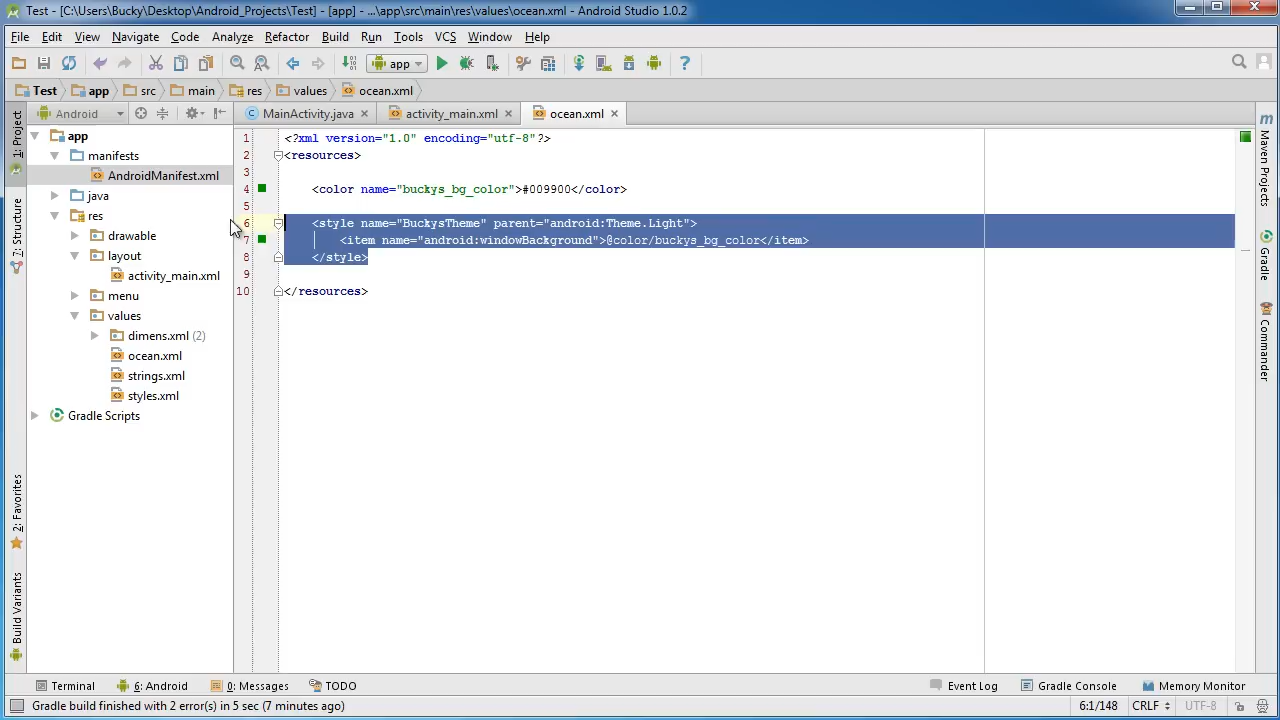 Test - [C:\Users\Bucky\Desktop\Android_Projects\Test] - [app] - ...\app\src\main\res\values\ocean.xml - Android Studio 1.0.2
File Edit View Navigate Code Analyze Refactor Build Run Tools VCS Window Help
app
Test app src main res values ocean.xml
Android
MainActivity.java activity_main.xml ocean.xml
1: Project
7: Structure
2: Favorites
Build Variants
app
manifests
AndroidManifest.xml
java
res
drawable
layout
activity_main.xml
menu
values
dimens.xml (2)
ocean.xml
strings.xml
styles.xml
Gradle Scripts
1 <?xml version="1.0" encoding="utf-8"?>
2 <resources>
3
4 <color name="buckys_bg_color">#009900</color>
5
6 <style name="BuckysTheme" parent="android:Theme.Light">
7 <item name="android:windowBackground">@color/buckys_bg_color</item>
8 </style>
9
10 </resources>
m
Maven Projects
Gradle
Commander
Terminal 6: Android 0: Messages TODO Event Log Gradle Console Memory Monitor
Gradle build finished with 2 error(s) in 5 sec (7 minutes ago) 6:1/148 CRLF UTF-8